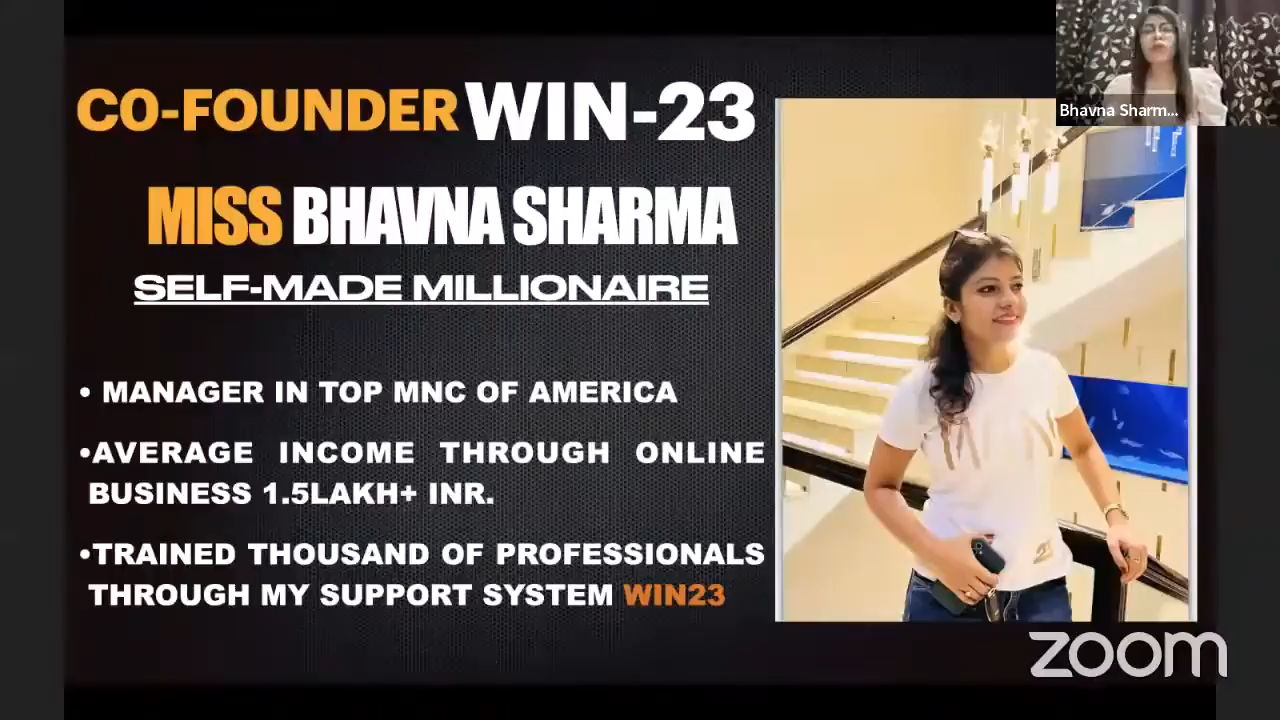 CO-FOUNDER WIN-23
MISS BHAVNA SHARMA
SELF-MADE MILLIONAIRE
• MANAGER IN TOP MNC OF AMERICA
•AVERAGE INCOME THROUGH ONLINE
BUSINESS 1.5LAKH+ INR.
•TRAINED THOUSAND OF PROFESSIONALS
THROUGH MY SUPPORT SYSTEM WIN23
Bhavna Sharm...
zoom